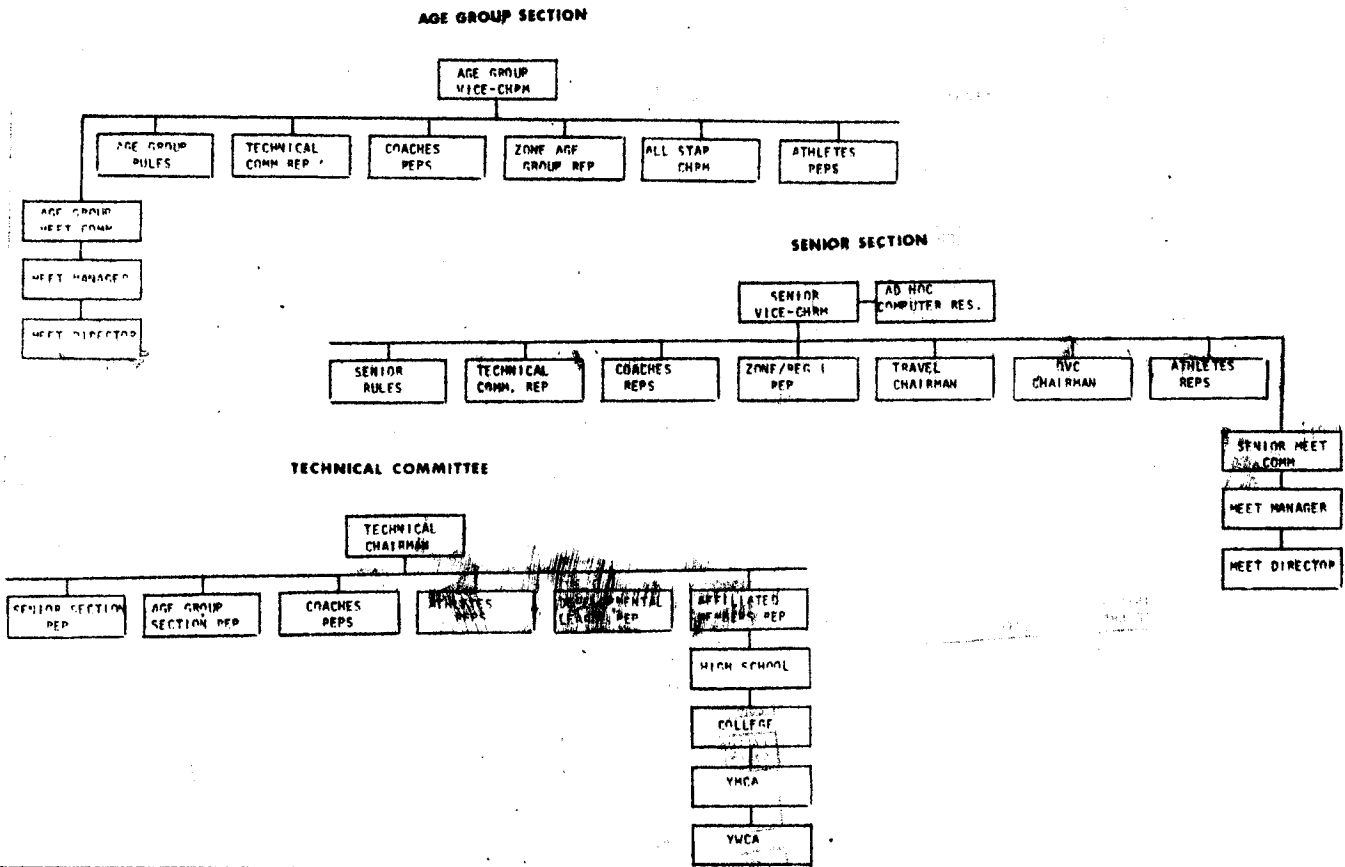 AGE GROUP SECTION
AGE GROUP
VICE-CHRM
AGE GROUP
RULES
TECHNICAL
COMM REP
COACHES
REPS
ZONE AGE
GROUP REP
ALL STAR
CHRM
ATHLETES
REPS
AGE GROUP
MEET COMM
MEET MANAGER
MEET DIRECTOR
SENIOR SECTION
SENIOR
VICE-CHRM
AD HOC
COMPUTER RES.
SENIOR
RULES
TECHNICAL
COMM. REP
COACHES
REPS
ZONE/REG
REP
TRAVEL
CHAIRMAN
CHAIRMAN
ATHLETES
REPS
SENIOR MEET
COMM
MEET MANAGER
MEET DIRECTOR
TECHNICAL COMMITTEE
TECHNICAL
CHAIRMAN
SENIOR SECTION
REP
AGE GROUP
SECTION REP
COACHES
REPS
ATHLETES
REPS
DEVELOPMENTAL
REP
AFFILIATED
MEMBERS REP
HIGH SCHOOL
COLLEGE
YMCA
YWCA